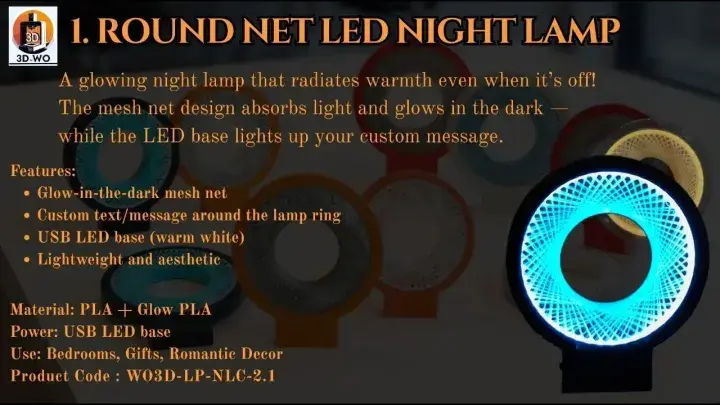 3D
3D-WO
1. ROUND NET LED NIGHT LAMP
A glowing night lamp that radiates warmth even when it's off!
The mesh net design absorbs light and glows in the dark —
while the LED base lights up your custom message.
Features:
• Glow-in-the-dark mesh net
• Custom text/message around the lamp ring
• USB LED base (warm white)
• Lightweight and aesthetic
Material: PLA + Glow PLA
Power: USB LED base
Use: Bedrooms, Gifts, Romantic Decor
Product Code : WO3D-LP-NLC-2.1